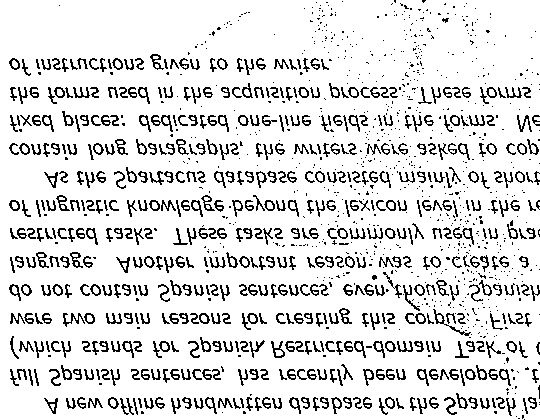 A new offline handwritten database for the Spanish la
full Spanish sentences, has recently been developed: t
(which stands for Spanish Restricted-domain Task of C
were two main reasons for creating this corpus. First
do not contain Spanish sentences, even though Spanish
language. Another important reason was to create a
restricted tasks. These tasks are commonly used in prac
of linguistic knowledge beyond the lexicon level in the re
As the Spartacus database consisted mainly of short
contain long paragraphs, the writers were asked to cop
fixed places: dedicated one-line fields in the forms. Ne
the forms used in the acquisition process. These forms
of instructions given to the writer.